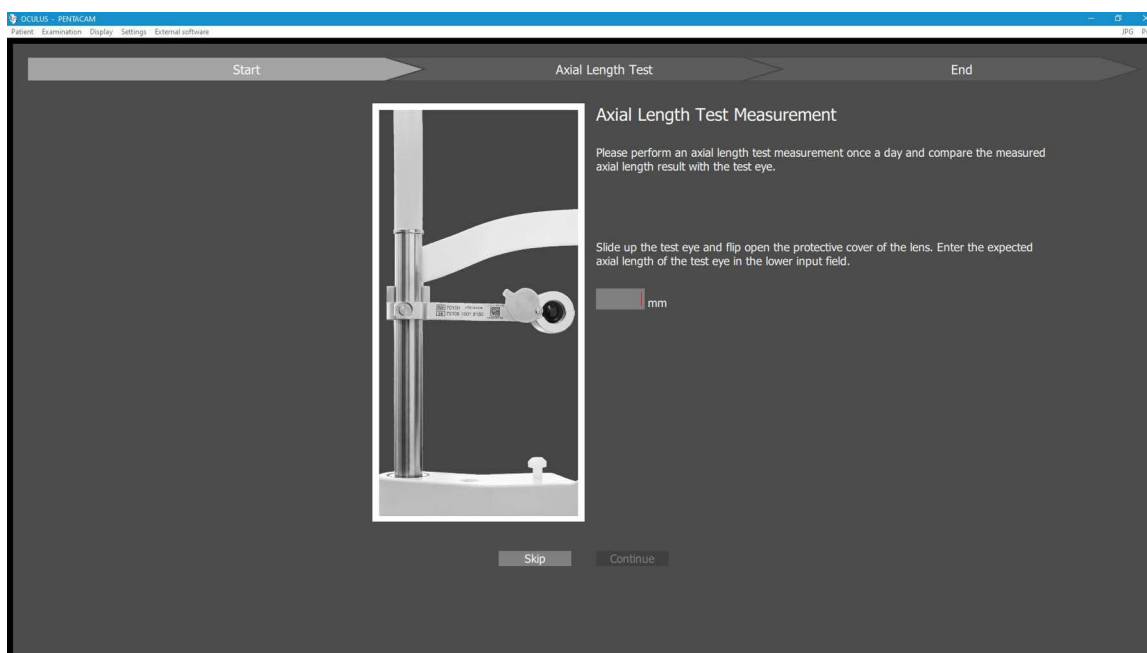 OCULUS - PENTACAM
Patient Examination Display Settings External software
JPG
Start
Axial Length Test
End
Axial Length Test Measurement
Please perform an axial length test measurement once a day and compare the measured
axial length result with the test eye.
Slide up the test eye and flip open the protective cover of the lens. Enter the expected
axial length of the test eye in the lower input field.
mm
Skip
Continue